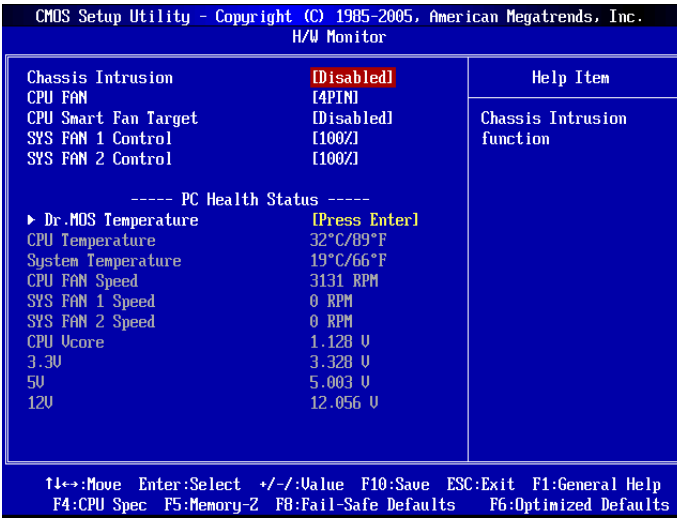 CMOS Setup Utility - Copyright (C) 1985-2005, American Megatrends, Inc.
H/W Monitor
Chassis Intrusion [Disabled]
CPU FAN [4PIN]
CPU Smart Fan Target [Disabled]
SYS FAN 1 Control [100%]
SYS FAN 2 Control [100%]
----- PC Health Status -----
▶ Dr.MOS Temperature [Press Enter]
CPU Temperature 32°C/89°F
System Temperature 19°C/66°F
CPU FAN Speed 3131 RPM
SYS FAN 1 Speed 0 RPM
SYS FAN 2 Speed 0 RPM
CPU Vcore 1.128 V
3.3V 3.328 V
5V 5.003 V
12V 12.056 V
Help Item
Chassis Intrusion
function
↑↓↔:Move Enter:Select +/-/:Value F10:Save ESC:Exit F1:General Help
F4:CPU Spec F5:Memory-Z F8:Fail-Safe Defaults F6:Optimized Defaults